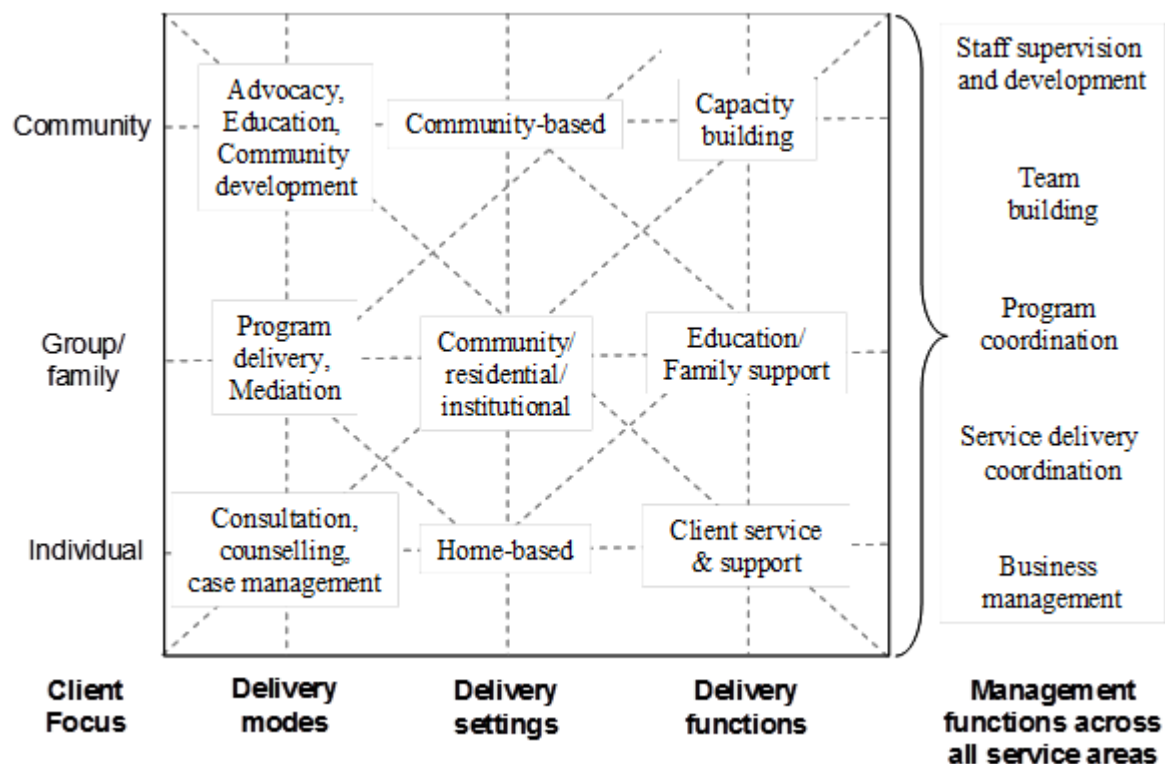 Community
Advocacy,
Education,
Community
development
Community-based
Capacity
building
Group/
family
Program
delivery,
Mediation
Community/
residential/
institutional
Education/
Family support
Individual
Consultation,
counselling,
case management
Home-based
Client service
& support
Staff supervision
and development
Team
building
Program
coordination
Service delivery
coordination
Business
management
Client
Focus
Delivery
modes
Delivery
settings
Delivery
functions
Management
functions across
all service areas